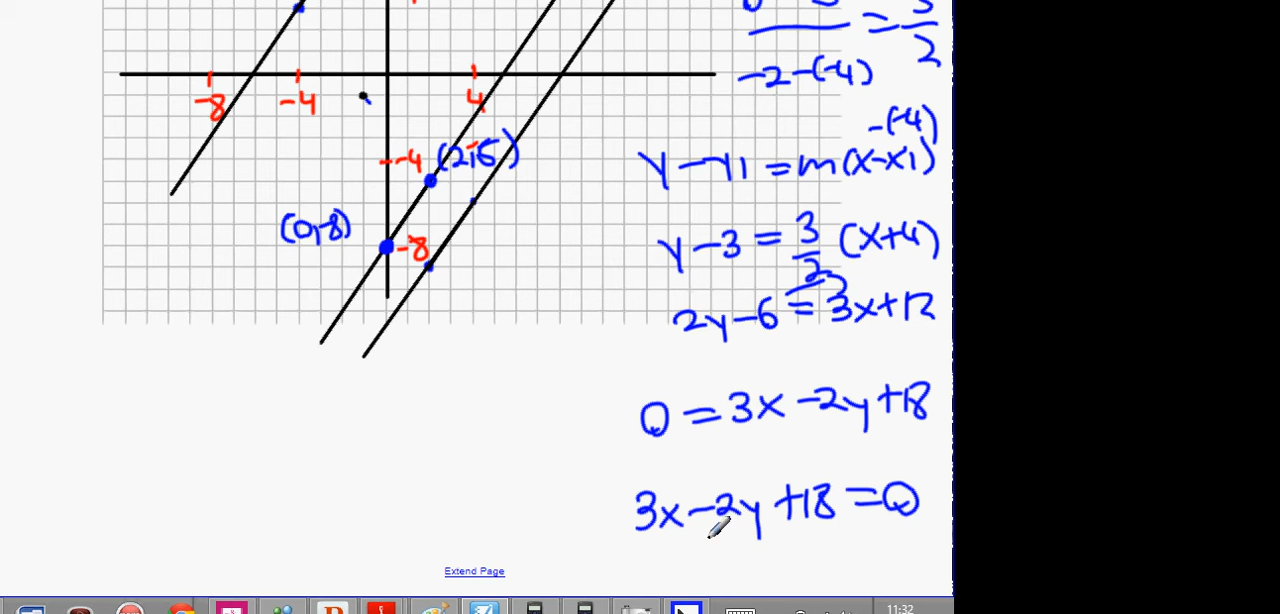 = 3/2
-2-(-4)
-8
-4
4
-(-4)
-4
(2,-5)
y-y1=m(x-x1)
(0,-8)
-8
y-3=3/2(x+4)
2y-6=3x+12
0=3x-2y+18
3x-2y+18=0
Extend Page
11:32